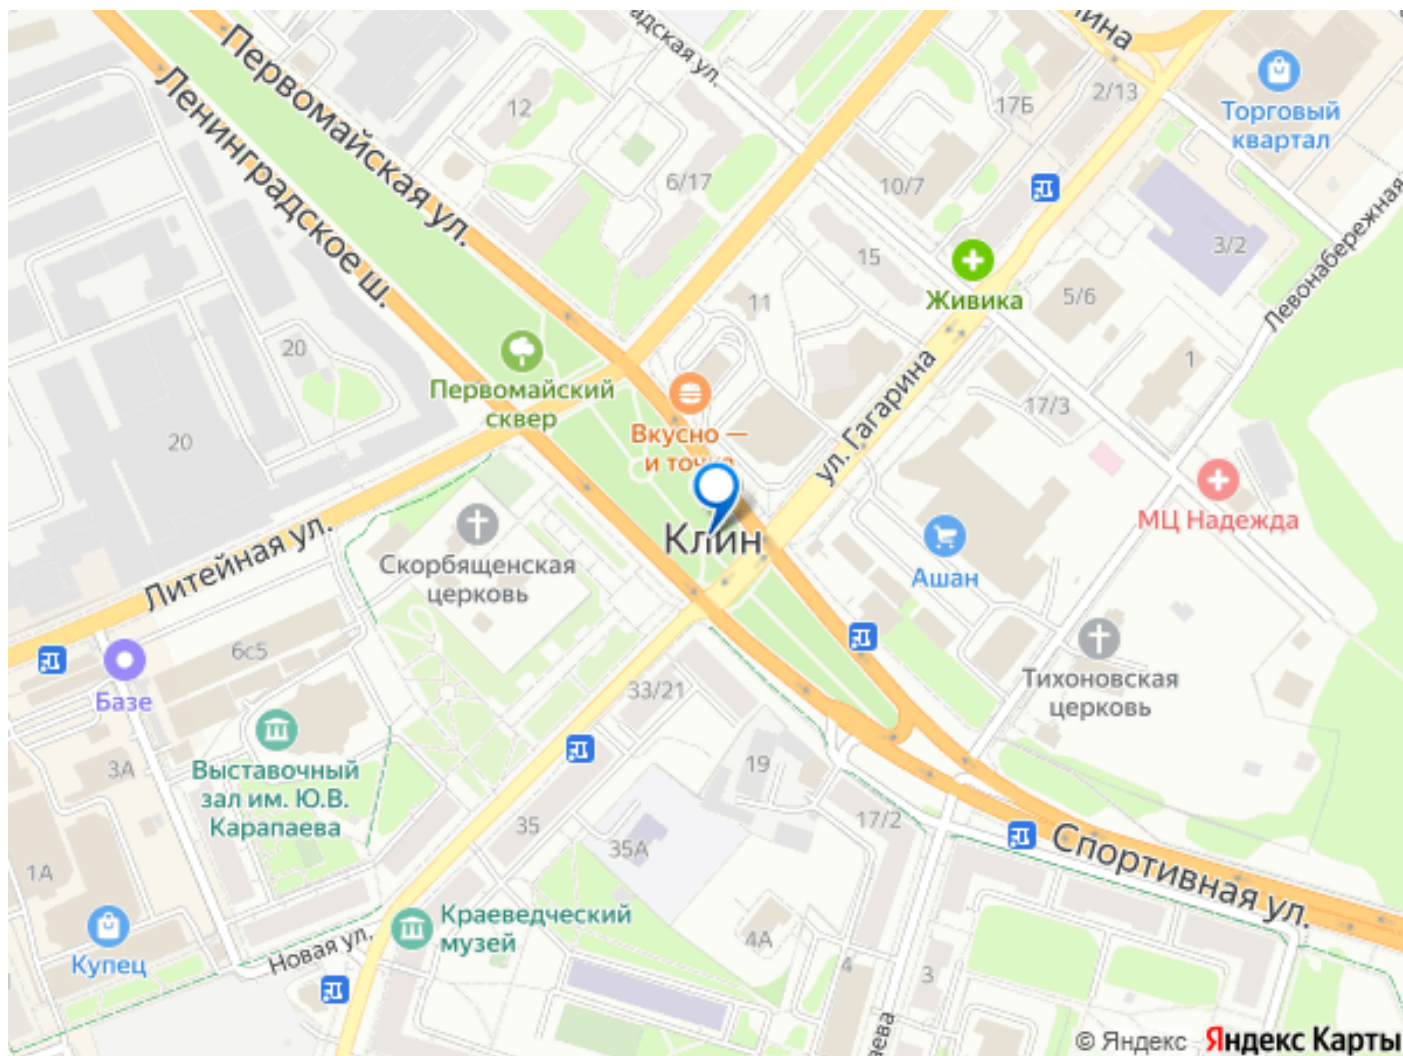 Первомайская ул.
Ленинградское ш.
12
6/17
17Б
2/13
Торговый
квартал
10/7
3/2
Левонабережная
15
Живика
5/6
11
1
20
Первомайский
сквер
Вкусно —
и точка
ул. Гагарина
17/3
20
МЦ Надежда
Клин
Скорбященская
церковь
Ашан
Литейная ул.
6с5
Базе
33/21
Тихоновская
церковь
3А
Выставочный
зал им. Ю.В.
Карапаева
19
35
35А
17/2
Спортивная ул.
1А
Купец
Новая ул.
Краеведческий
музей
4А
4
3
© Яндекс Яндекс Карты